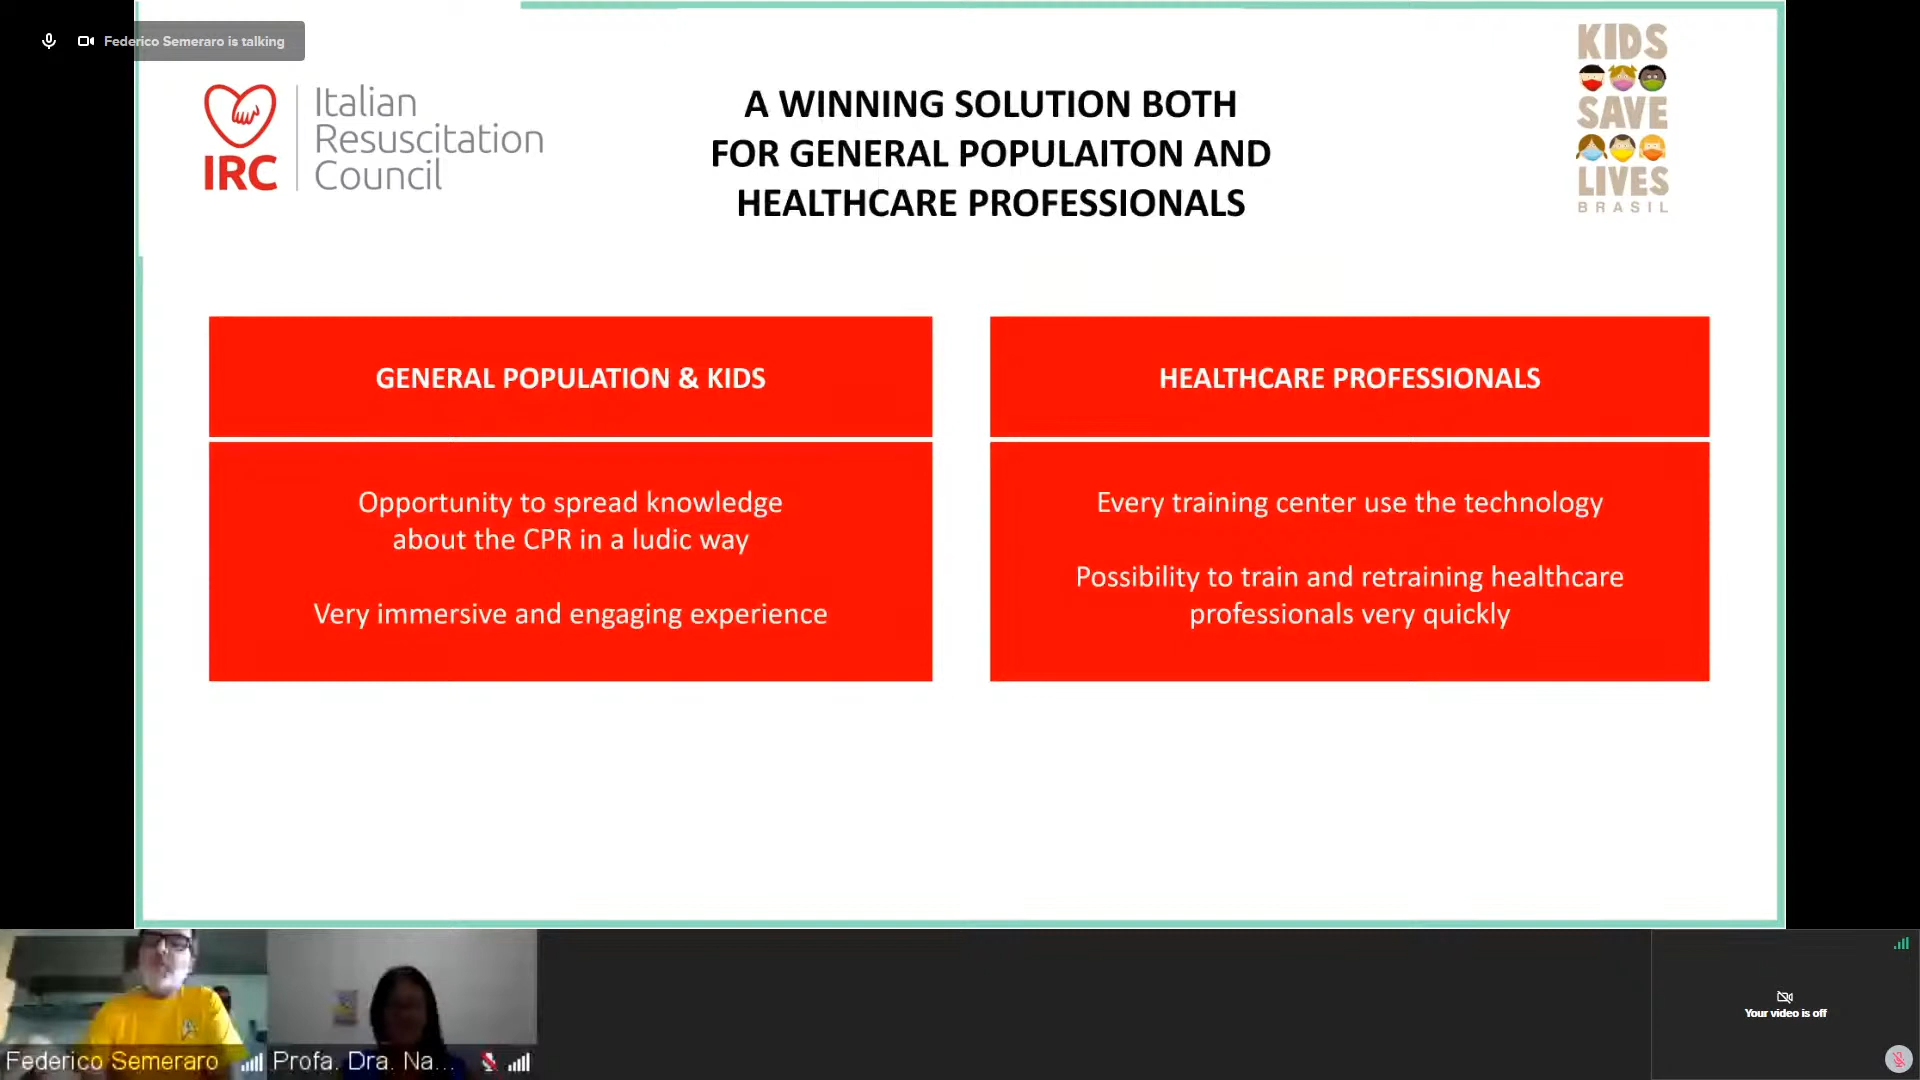 Federico Semeraro is talking
IRC
Italian
Resuscitation
Council
A WINNING SOLUTION BOTH
FOR GENERAL POPULAITON AND
HEALTHCARE PROFESSIONALS
KIDS
SAVE
LIVES
BRASIL
GENERAL POPULATION & KIDS
Opportunity to spread knowledge
about the CPR in a ludic way
Very immersive and engaging experience
HEALTHCARE PROFESSIONALS
Every training center use the technology
Possibility to train and retraining healthcare
professionals very quickly
Federico Semeraro
Profa. Dra. Na...
Your video is off